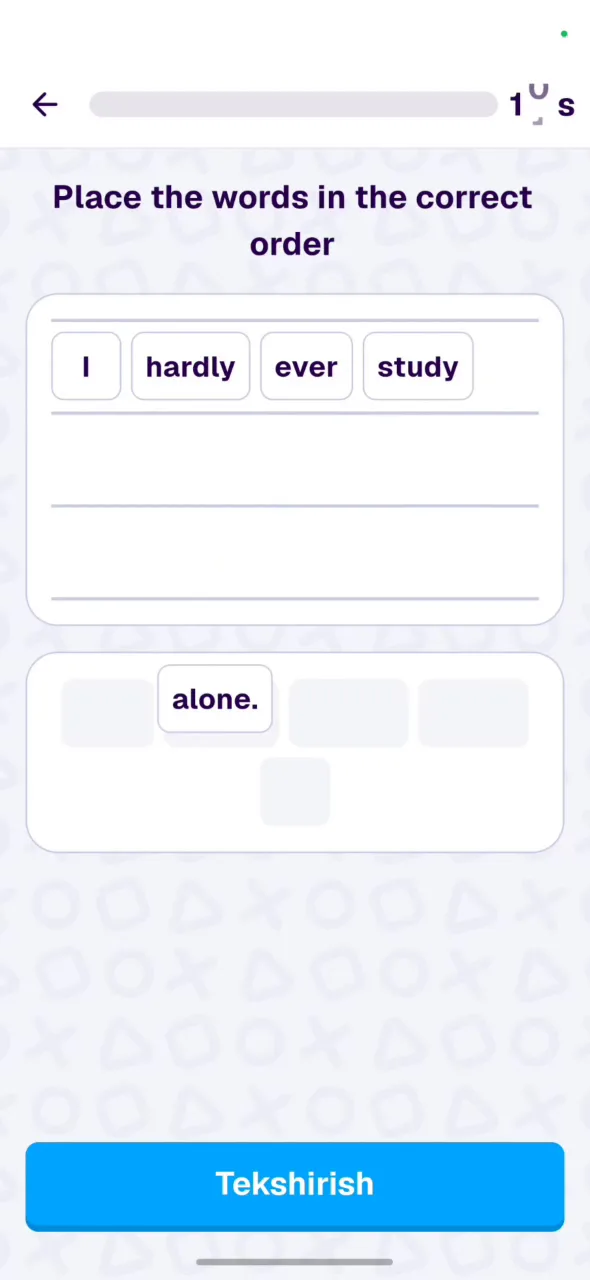 s
Place the words in the correct
order
I hardly ever study
alone.
Tekshirish